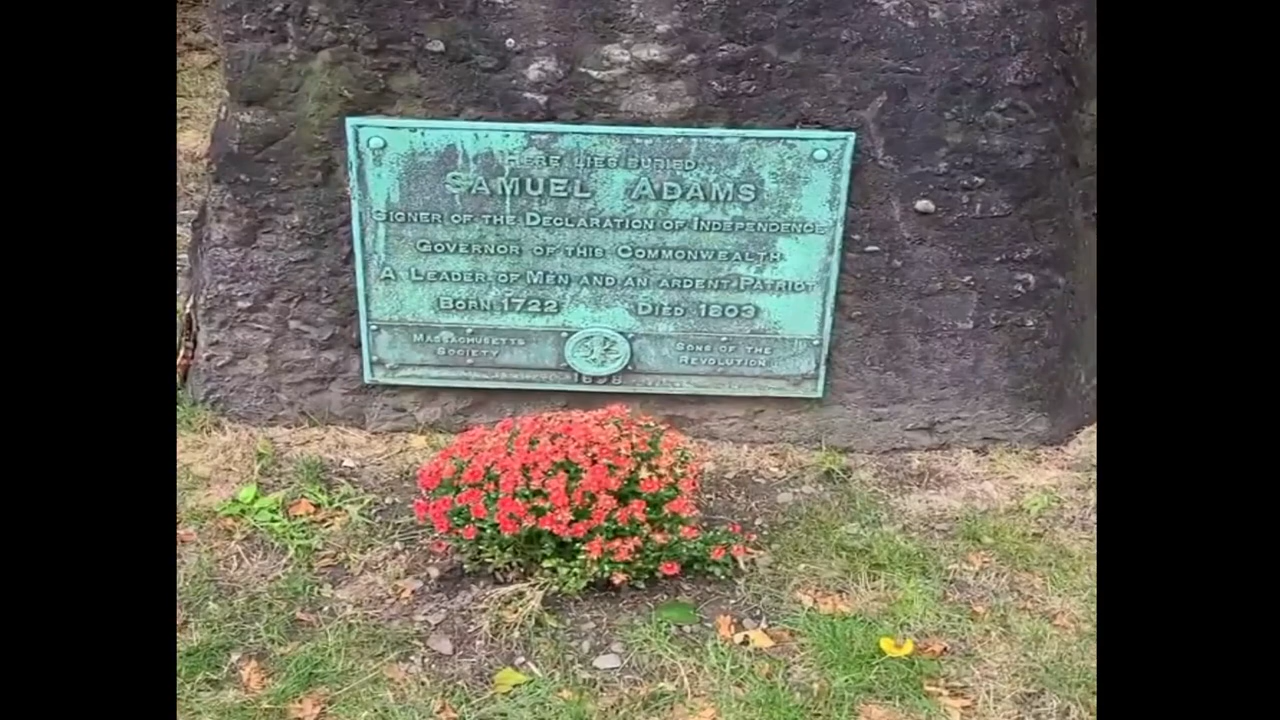 HERE LIES BURIED
SAMUEL ADAMS
SIGNER OF THE DECLARATION OF INDEPENDENCE
GOVERNOR OF THIS COMMONWEALTH
A LEADER OF MEN AND AN ARDENT PATRIOT
BORN 1722 DIED 1803
MASSACHUSETTS
SOCIETY
SONS OF THE
REVOLUTION
1898